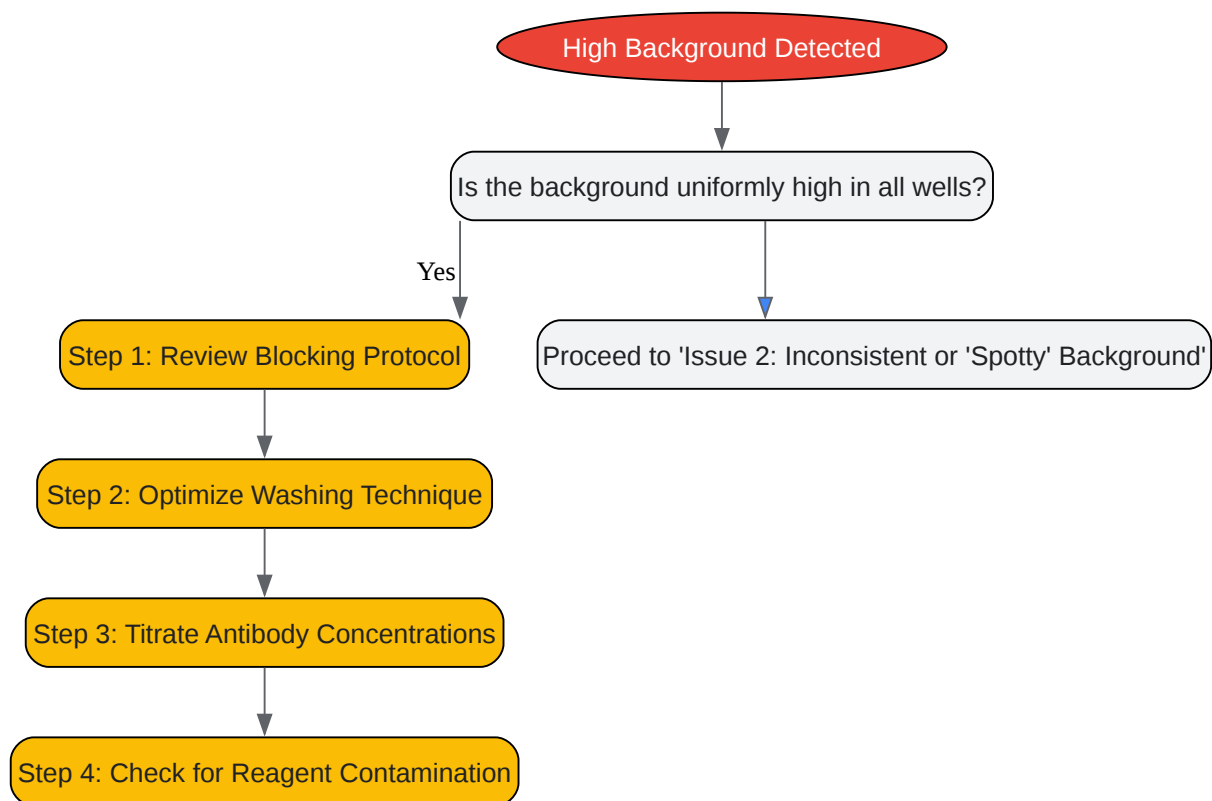 High Background Detected
Is the background uniformly high in all wells?
Yes
Step 1: Review Blocking Protocol
Proceed to 'Issue 2: Inconsistent or 'Spotty' Background'
Step 2: Optimize Washing Technique
Step 3: Titrate Antibody Concentrations
Step 4: Check for Reagent Contamination